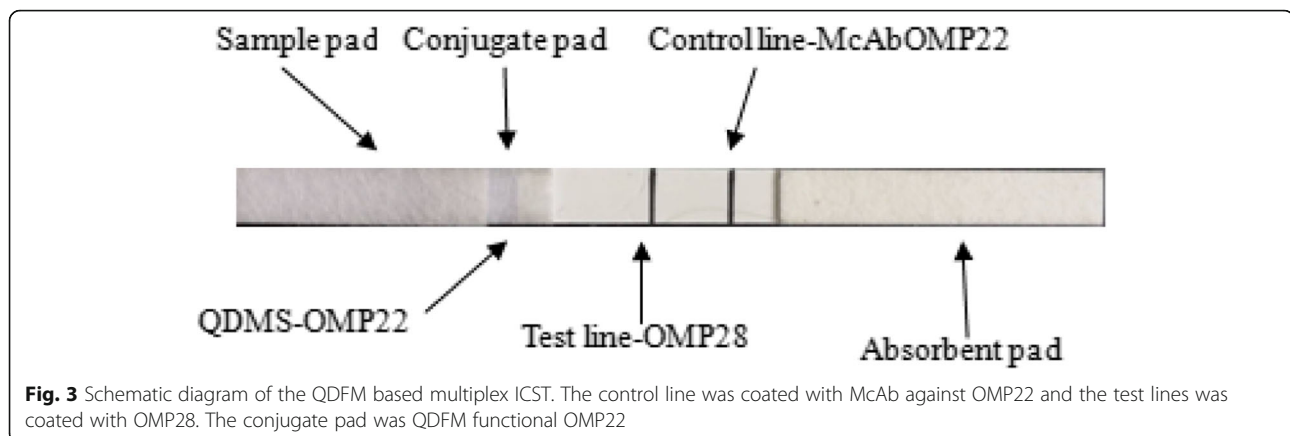 Sample pad Conjugate pad Control line-McAbOMP22
QDMS-OMP22 Test line-OMP28 Absorbent pad
Fig. 3 Schematic diagram of the QDFM based multiplex ICST. The control line was coated with McAb against OMP22 and the test lines was
coated with OMP28. The conjugate pad was QDFM functional OMP22